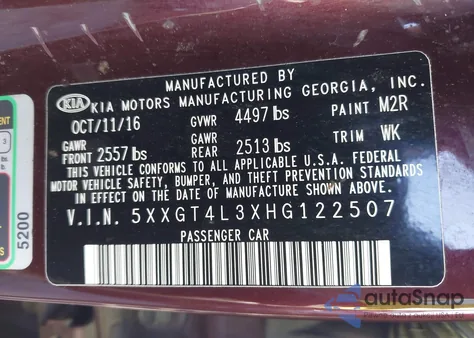 MANUFACTURED BY
KIA KIA MOTORS MANUFACTURING GEORGIA, INC.
OCT/11/16 GVWR 4497 lbs PAINT M2R
GAWR FRONT 2557 lbs GAWR REAR 2513 lbs TRIM WK
THIS VEHICLE CONFORMS TO ALL APPLICABLE U.S.A. FEDERAL
MOTOR VEHICLE SAFETY, BUMPER, AND THEFT PREVENTION STANDARDS
IN EFFECT ON THE DATE OF MANUFACTURE SHOWN ABOVE.
V.I.N. 5XXGT4L3XHG122507
PASSENGER CAR
5200
autoSnap